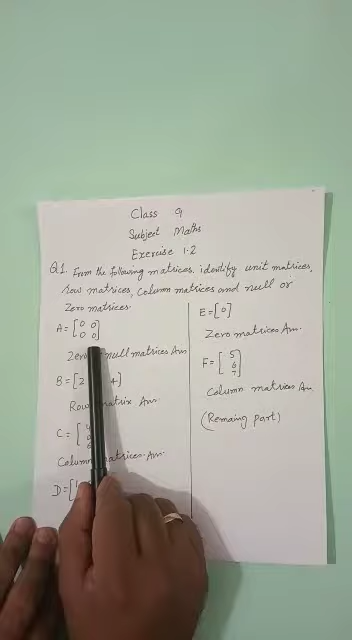 Class 9
Subject Maths
Exercise 1.2
Q1. From the following matrices, identify unit matrices,
row matrices, column matrices and null or
zero matrices.
A = [0 0
0 0]
Zero null matrices Ans
B = [2 4]
Row matrix Ans.
C = [
Column matrices Ans.
D = [1
E = [0]
Zero matrices Ans.
F = [5
6
7]
Column matrices Ans
(Remaing part)